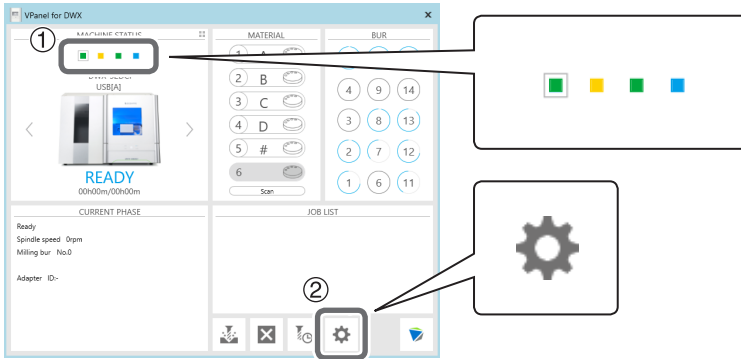 VPanel for DWX
①
MACHINE STATUS
USB[A]
READY
00h00m/00h00m
MATERIAL
1 A
2 B
3 C
4 D
5 #
6
Scan
BUR
4 9 14
3 8 13
2 7 12
1 6 11
CURRENT PHASE
Ready
Spindle speed 0rpm
Milling bur No.0
Adapter ID:-
JOB LIST
②